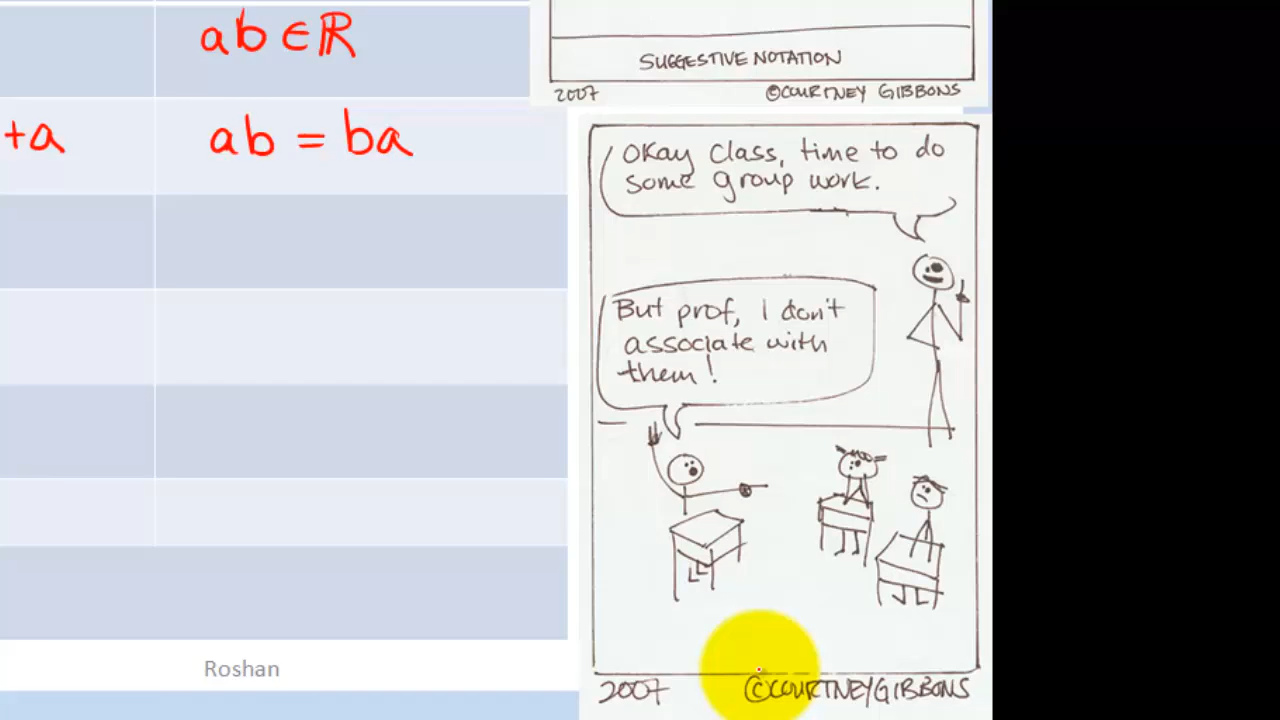 ab ∈ ℝ
+a
ab = ba
SUGGESTIVE NOTATION
2007
©COURTNEY GIBBONS
Okay class, time to do
some group work.
But prof, I don't
associate with
them!
Roshan
2007
©COURTNEYGIBBONS